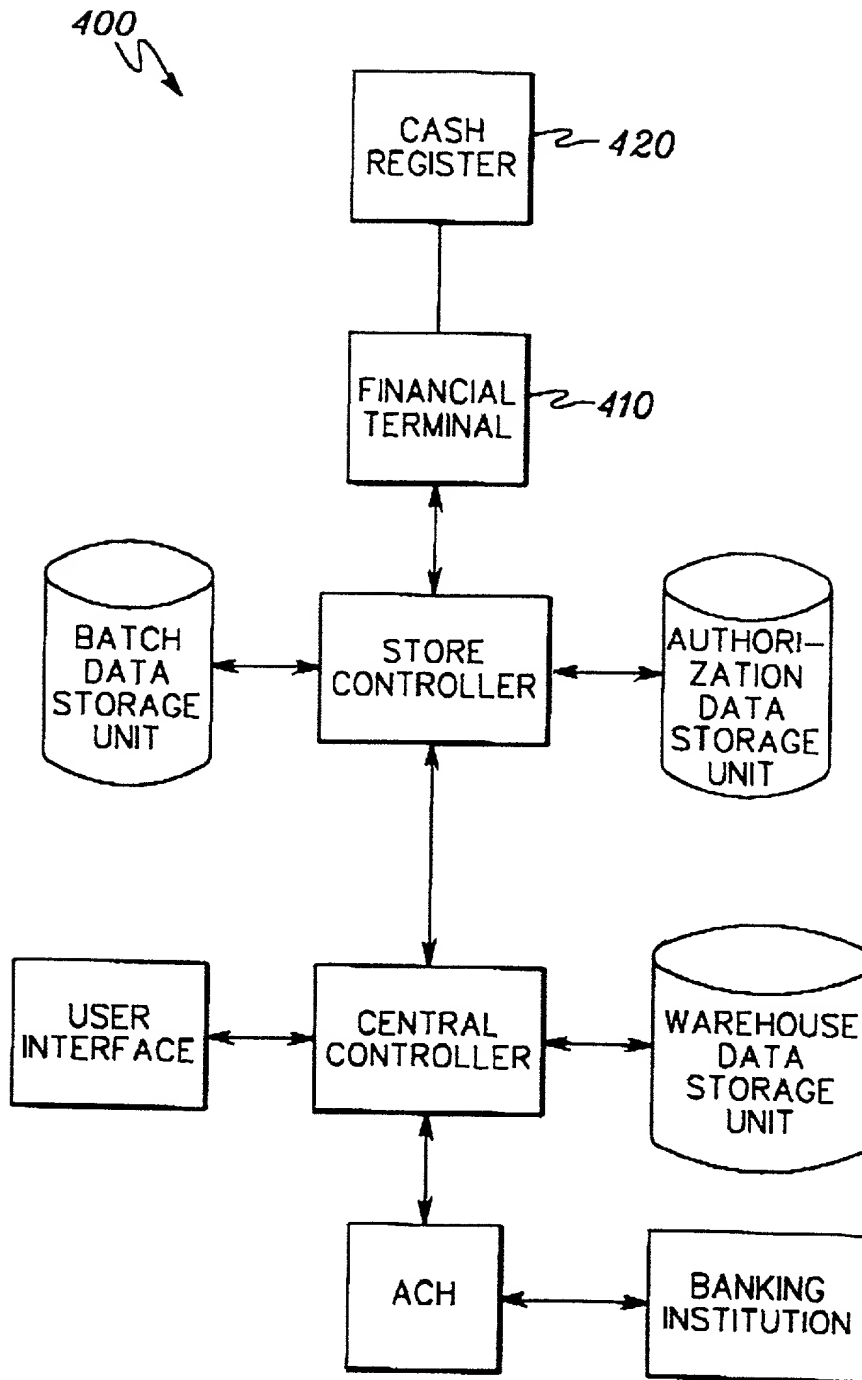 400
CASH
REGISTER
420
FINANCIAL
TERMINAL
410
BATCH
DATA
STORAGE
UNIT
STORE
CONTROLLER
AUTHORI-
ZATION
DATA
STORAGE
UNIT
USER
INTERFACE
CENTRAL
CONTROLLER
WAREHOUSE
DATA
STORAGE
UNIT
ACH
BANKING
INSTITUTION